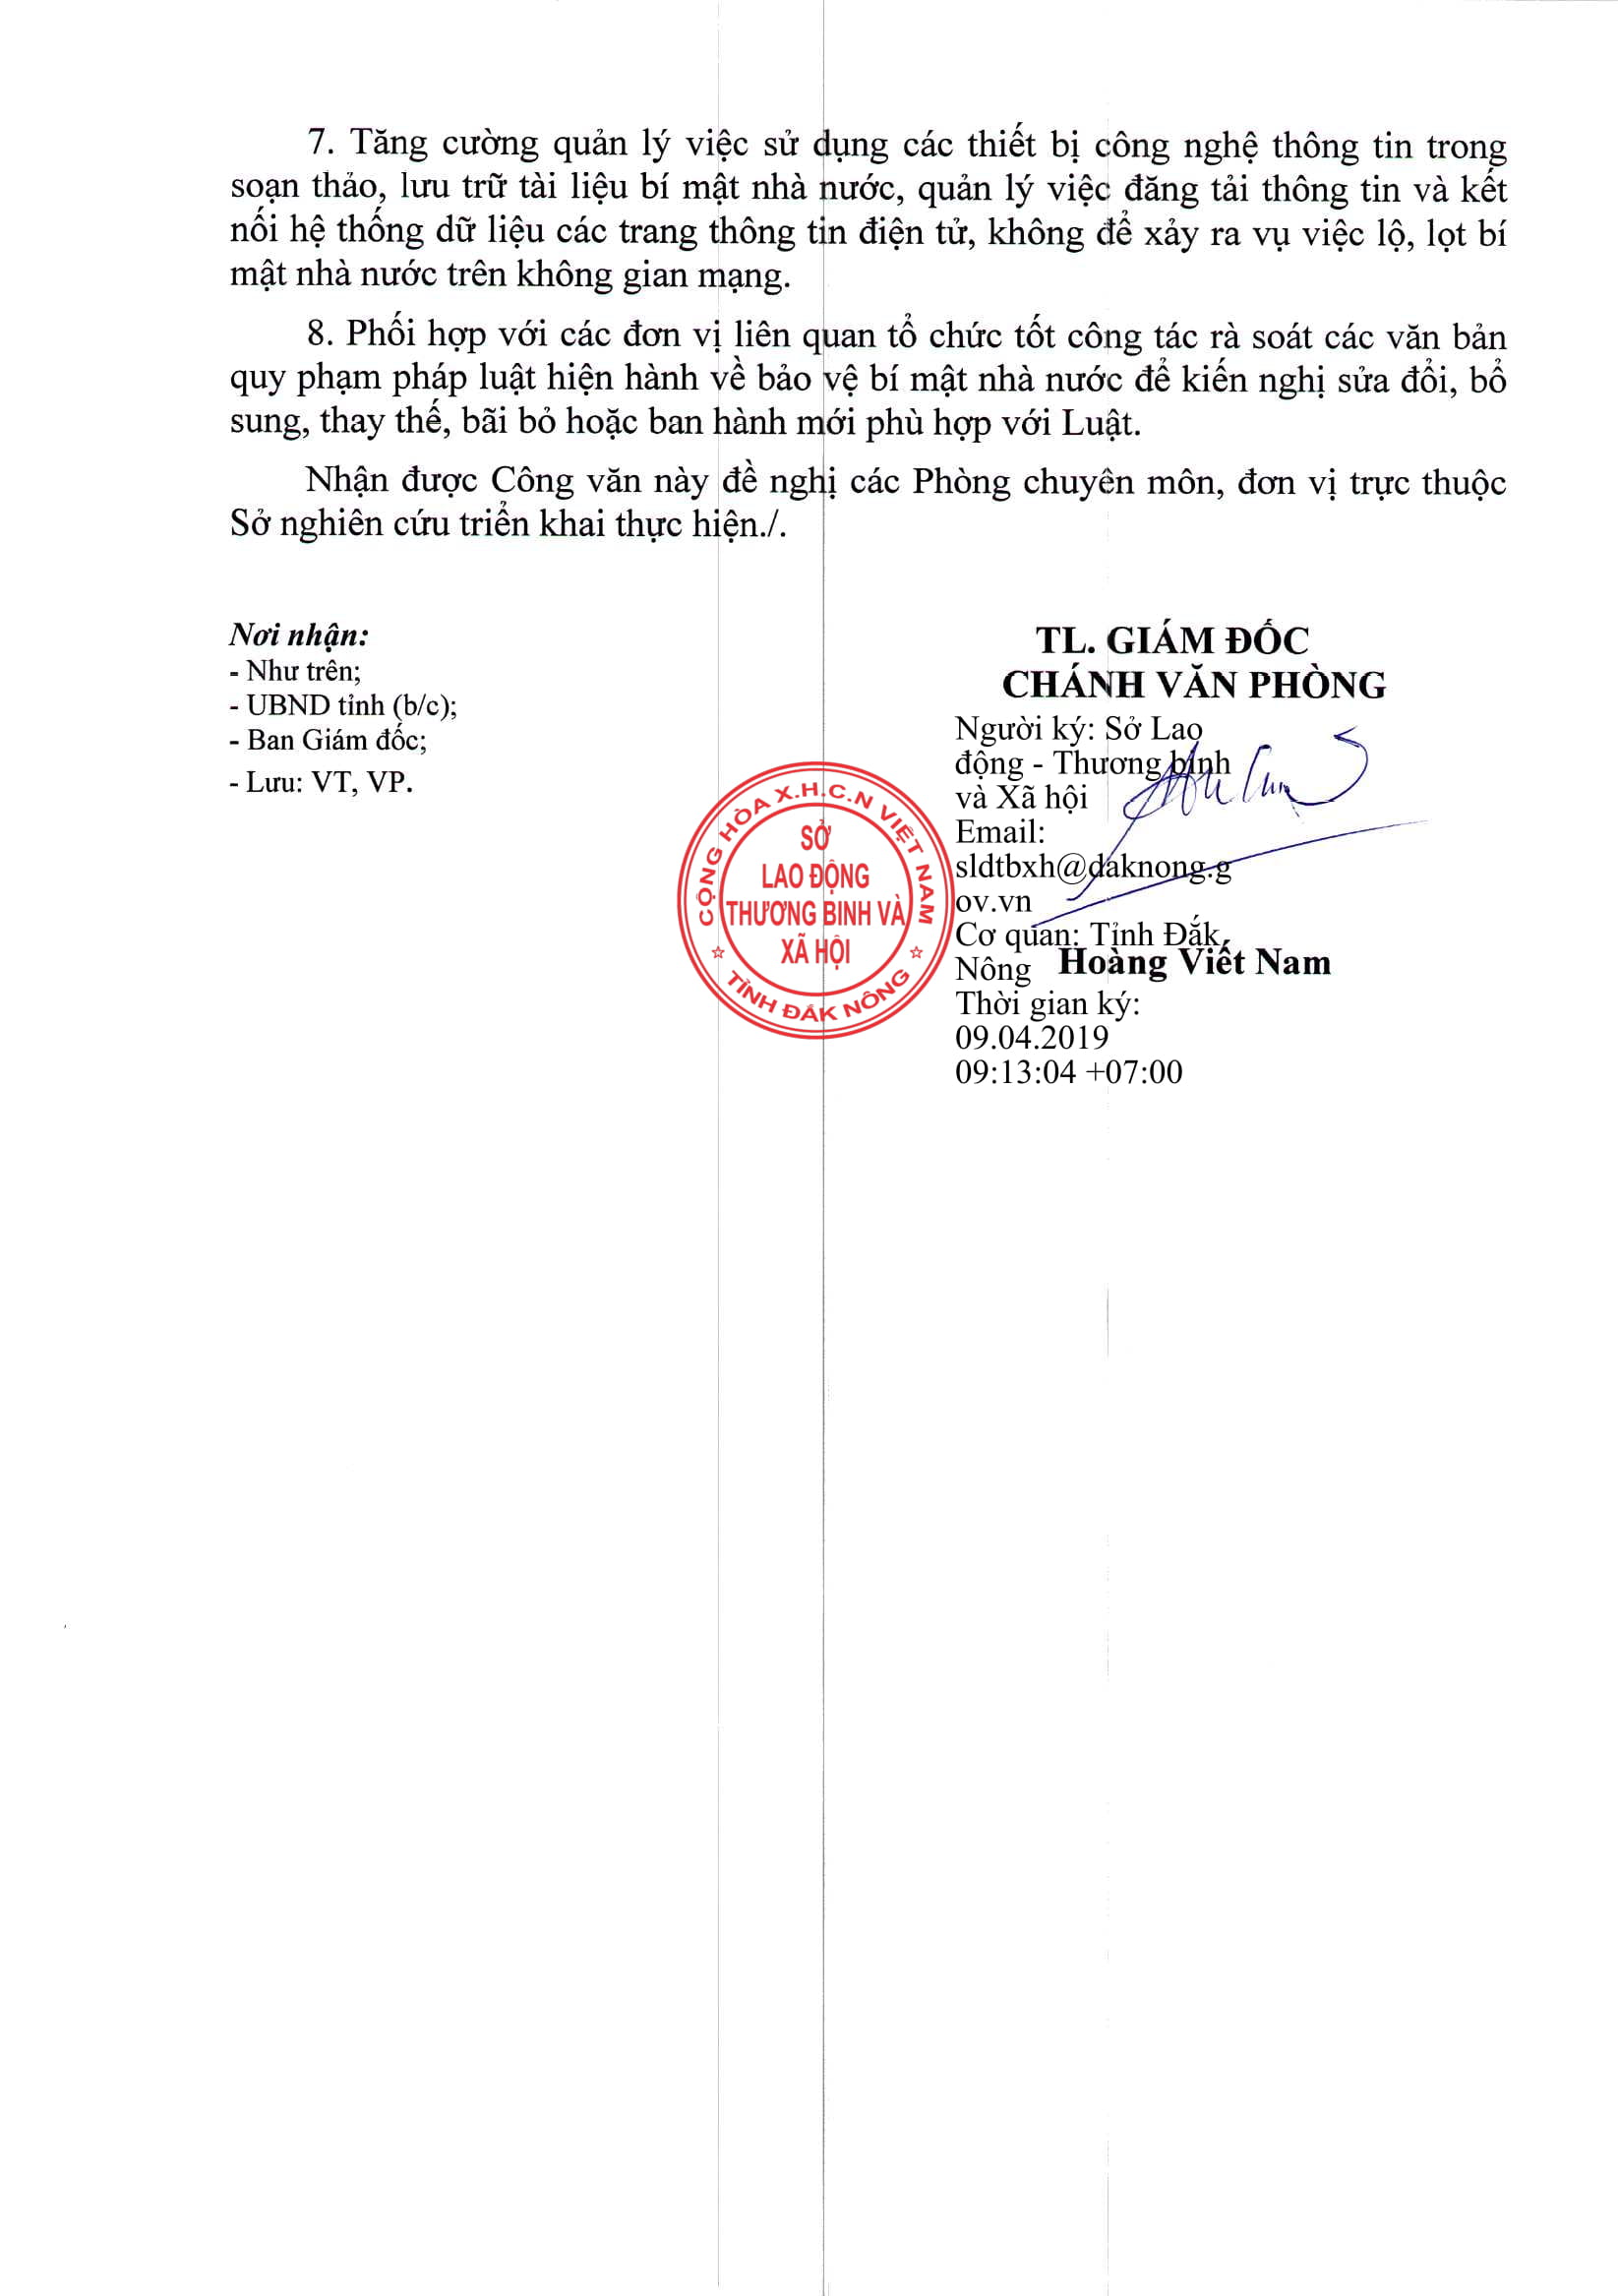 7. Tăng cường quản lý việc sử dụng các thiết bị công nghệ thông tin trong
soạn thảo, lưu trữ tài liệu bí mật nhà nước, quản lý việc đăng tải thông tin và kết
nối hệ thống dữ liệu các trang thông tin điện tử, không để xảy ra vụ việc lộ, lọt bí
mật nhà nước trên không gian mạng.
8. Phối hợp với các đơn vị liên quan tổ chức tốt công tác rà soát các văn bản
quy phạm pháp luật hiện hành về bảo vệ bí mật nhà nước để kiến nghị sửa đổi, bổ
sung, thay thế, bãi bỏ hoặc ban hành mới phù hợp với Luật.
Nhận được Công văn này đề nghị các Phòng chuyên môn, đơn vị trực thuộc
Sở nghiên cứu triển khai thực hiện./.
Nơi nhận:
- Như trên;
- UBND tỉnh (b/c);
- Ban Giám đốc;
- Lưu: VT, VP.
TL. GIÁM ĐỐC
CHÁNH VĂN PHÒNG
Người ký: Sở Lao
động - Thương binh
và Xã hội
Email:
sldtbxh@daknong.g
ov.vn
Cơ quan: Tỉnh Đắk
Nông
Thời gian ký:
09.04.2019
09:13:04 +07:00
Hoàng Viết Nam
CỘNG HÒA X.H.C.N VIỆT NAM
SỞ
LAO ĐỘNG
THƯƠNG BINH VÀ
XÃ HỘI
TỈNH ĐẮK NÔNG